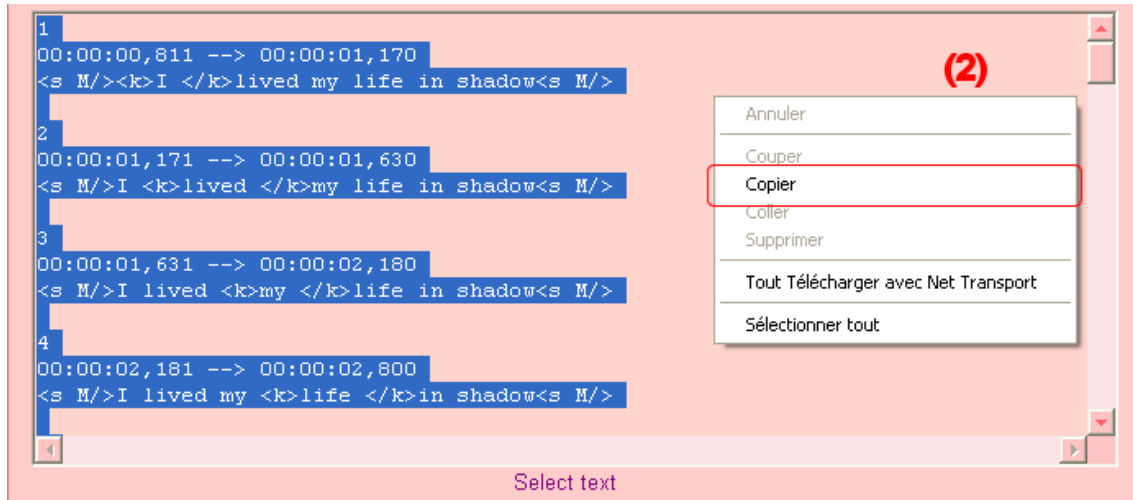 1
00:00:00,811 --> 00:00:01,170
<s M/><k>I </k>lived my life in shadow<s M/>
2
00:00:01,171 --> 00:00:01,630
<s M/>I <k>lived </k>my life in shadow<s M/>
3
00:00:01,631 --> 00:00:02,180
<s M/>I lived <k>my </k>life in shadow<s M/>
4
00:00:02,181 --> 00:00:02,800
<s M/>I lived my <k>life </k>in shadow<s M/>
(2)
Annuler
Couper
Copier
Coller
Supprimer
Tout Télécharger avec Net Transport
Sélectionner tout
Select text